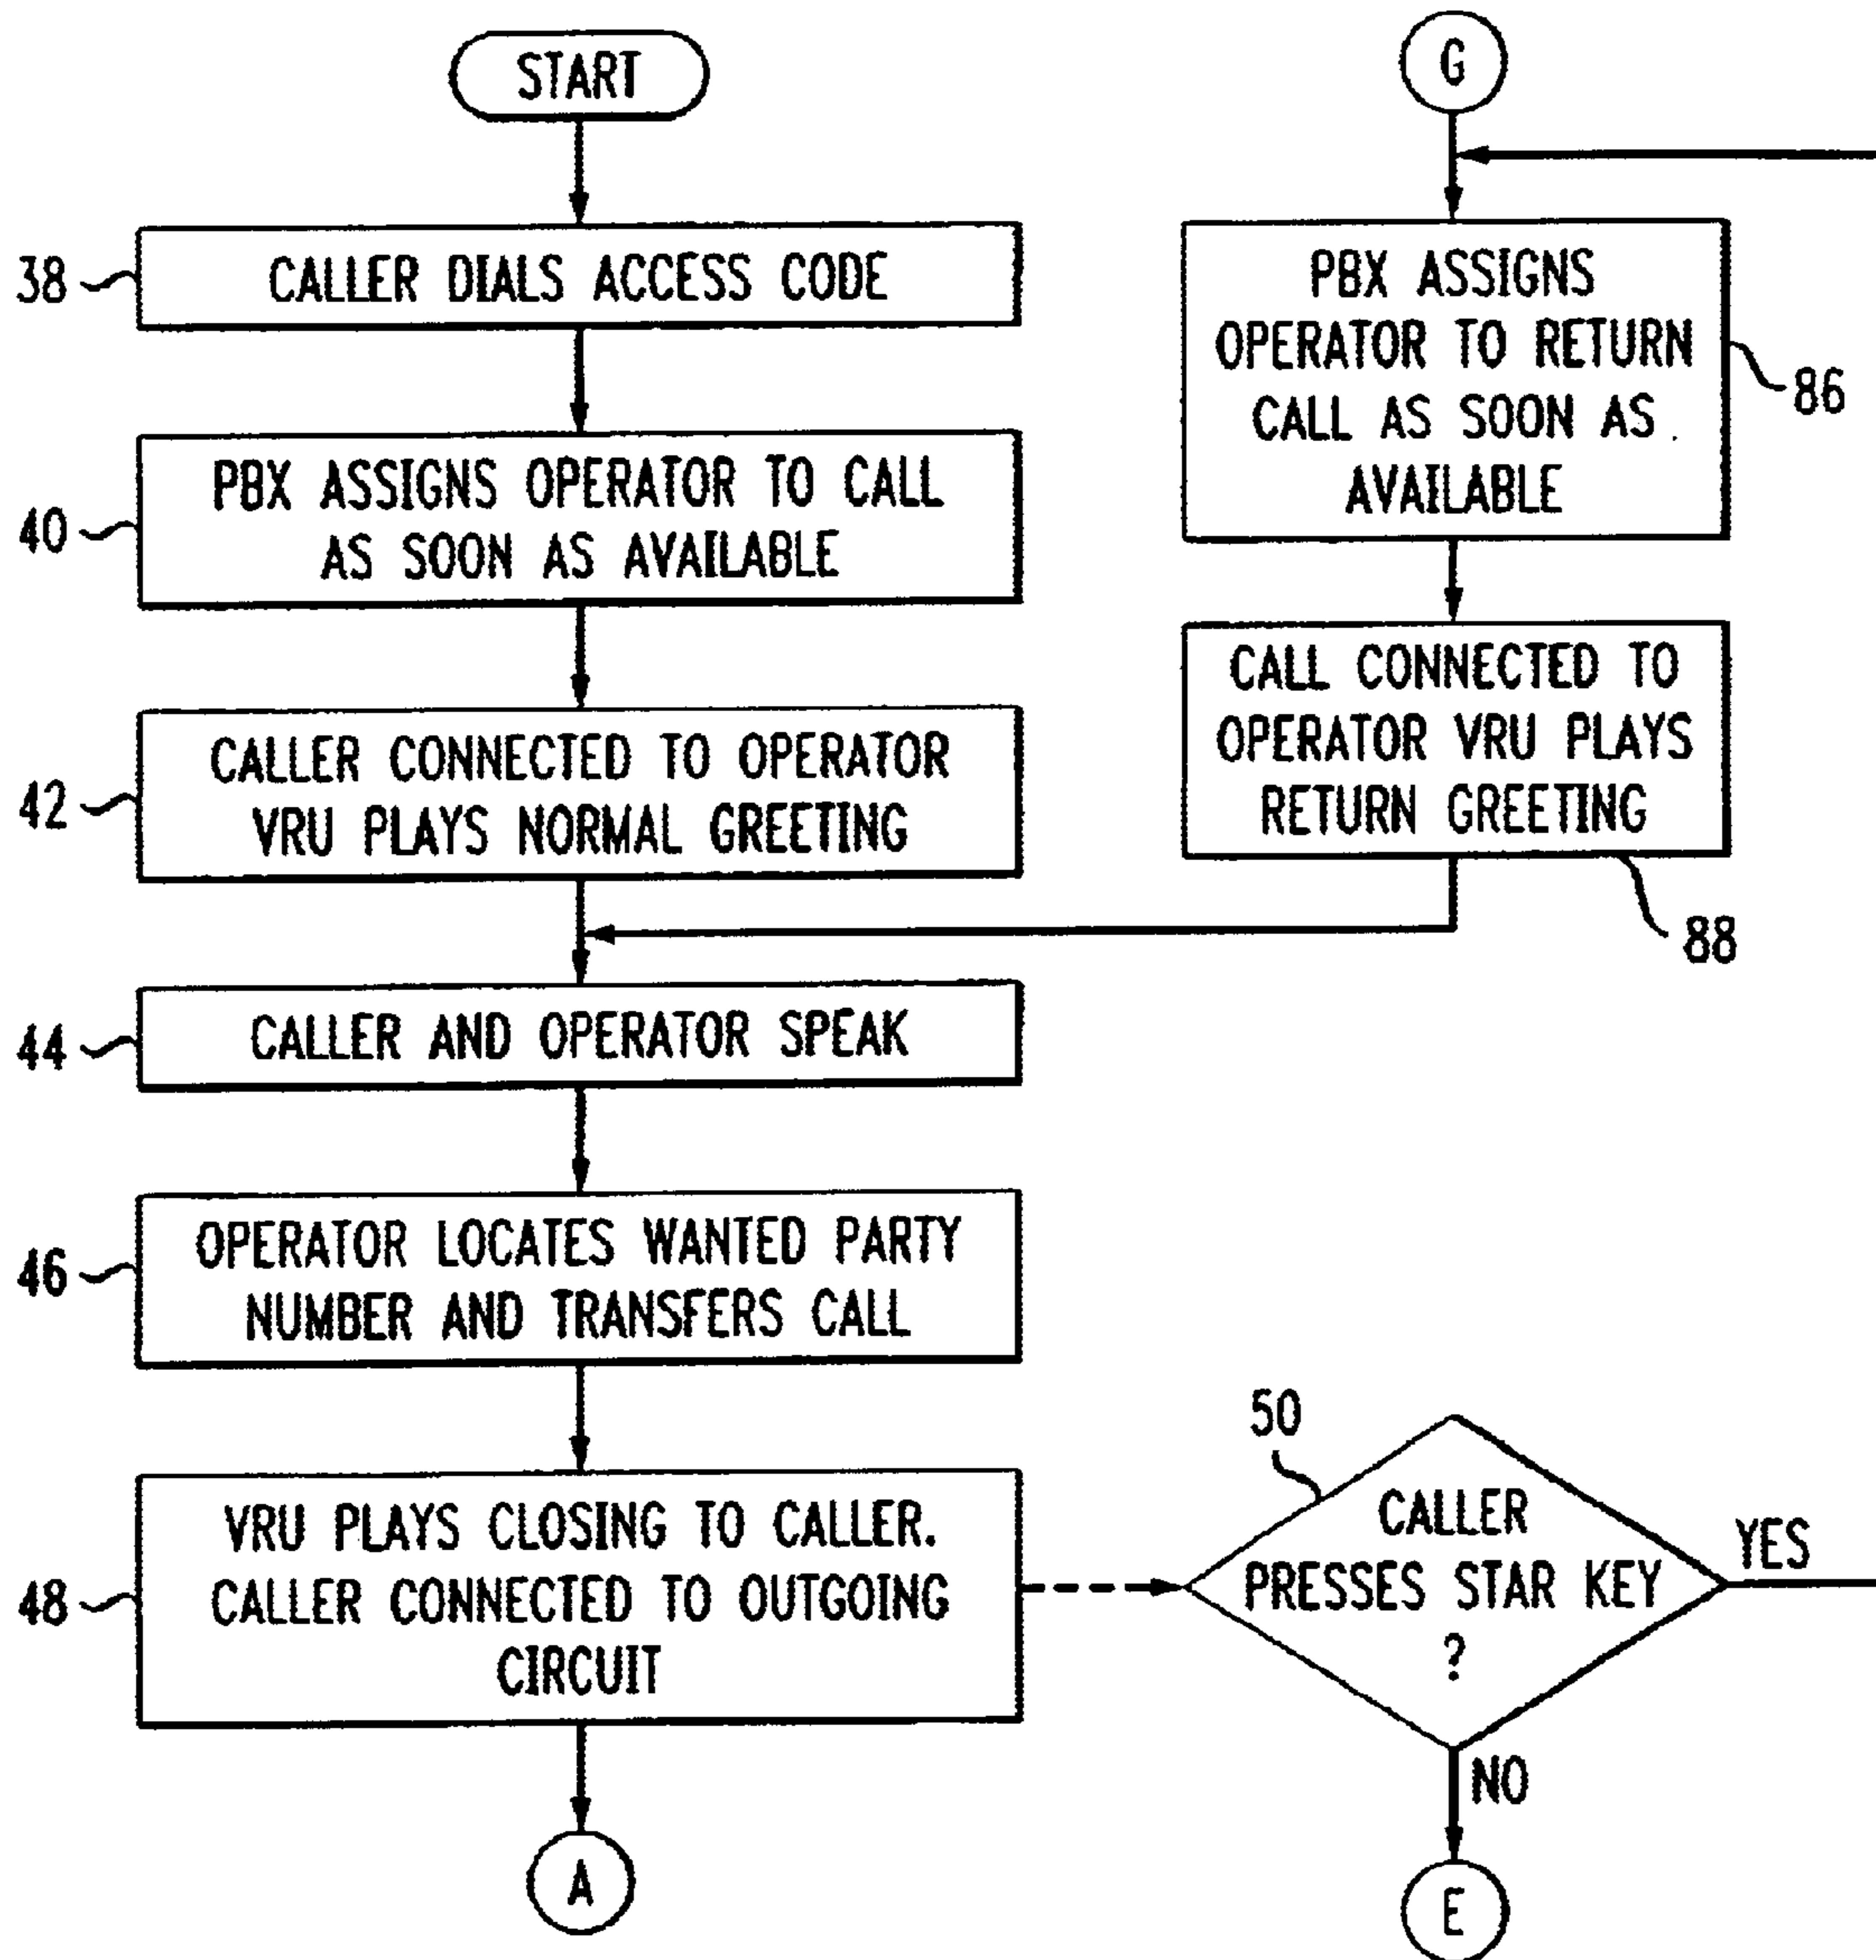 START
38
CALLER DIALS ACCESS CODE
40
PBX ASSIGNS OPERATOR TO CALL
AS SOON AS AVAILABLE
42
CALLER CONNECTED TO OPERATOR
VRU PLAYS NORMAL GREETING
44
CALLER AND OPERATOR SPEAK
46
OPERATOR LOCATES WANTED PARTY
NUMBER AND TRANSFERS CALL
48
VRU PLAYS CLOSING TO CALLER.
CALLER CONNECTED TO OUTGOING
CIRCUIT
A
G
PBX ASSIGNS
OPERATOR TO RETURN
CALL AS SOON AS
AVAILABLE
86
CALL CONNECTED TO
OPERATOR VRU PLAYS
RETURN GREETING
88
50
CALLER
PRESSES STAR KEY
?
YES
NO
E